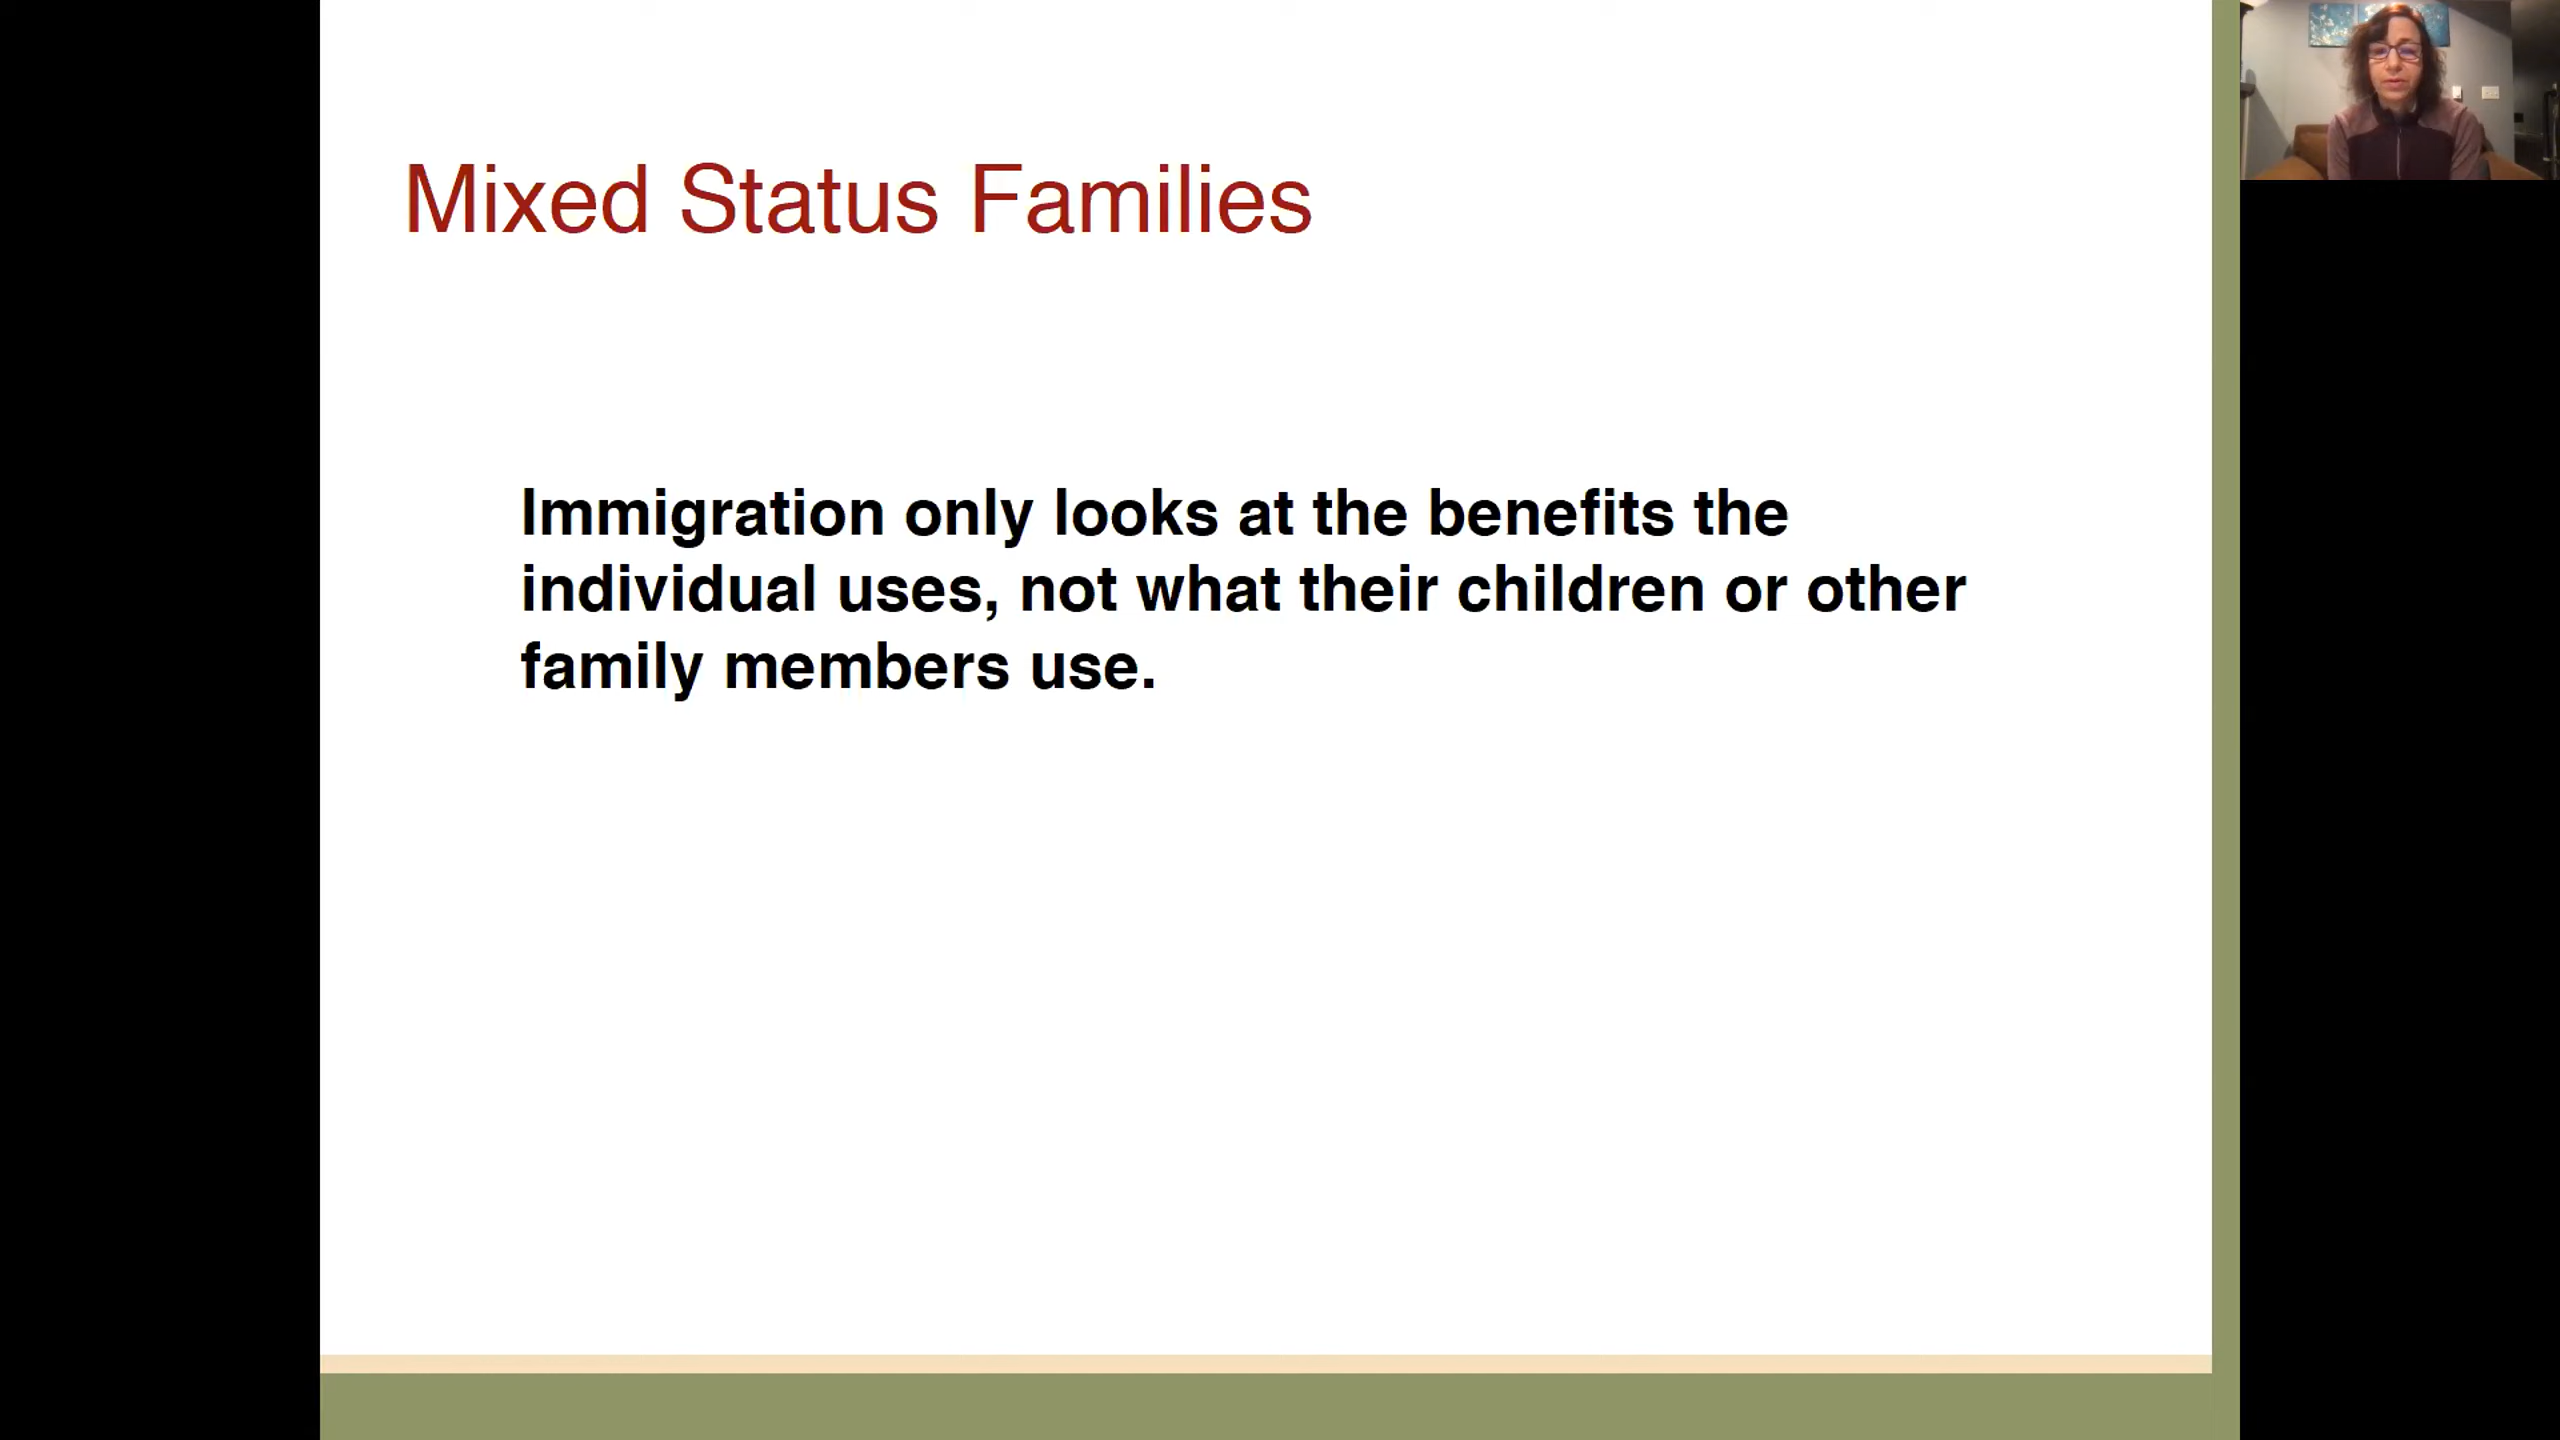 Mixed Status Families
Immigration only looks at the benefits the
individual uses, not what their children or other
family members use.